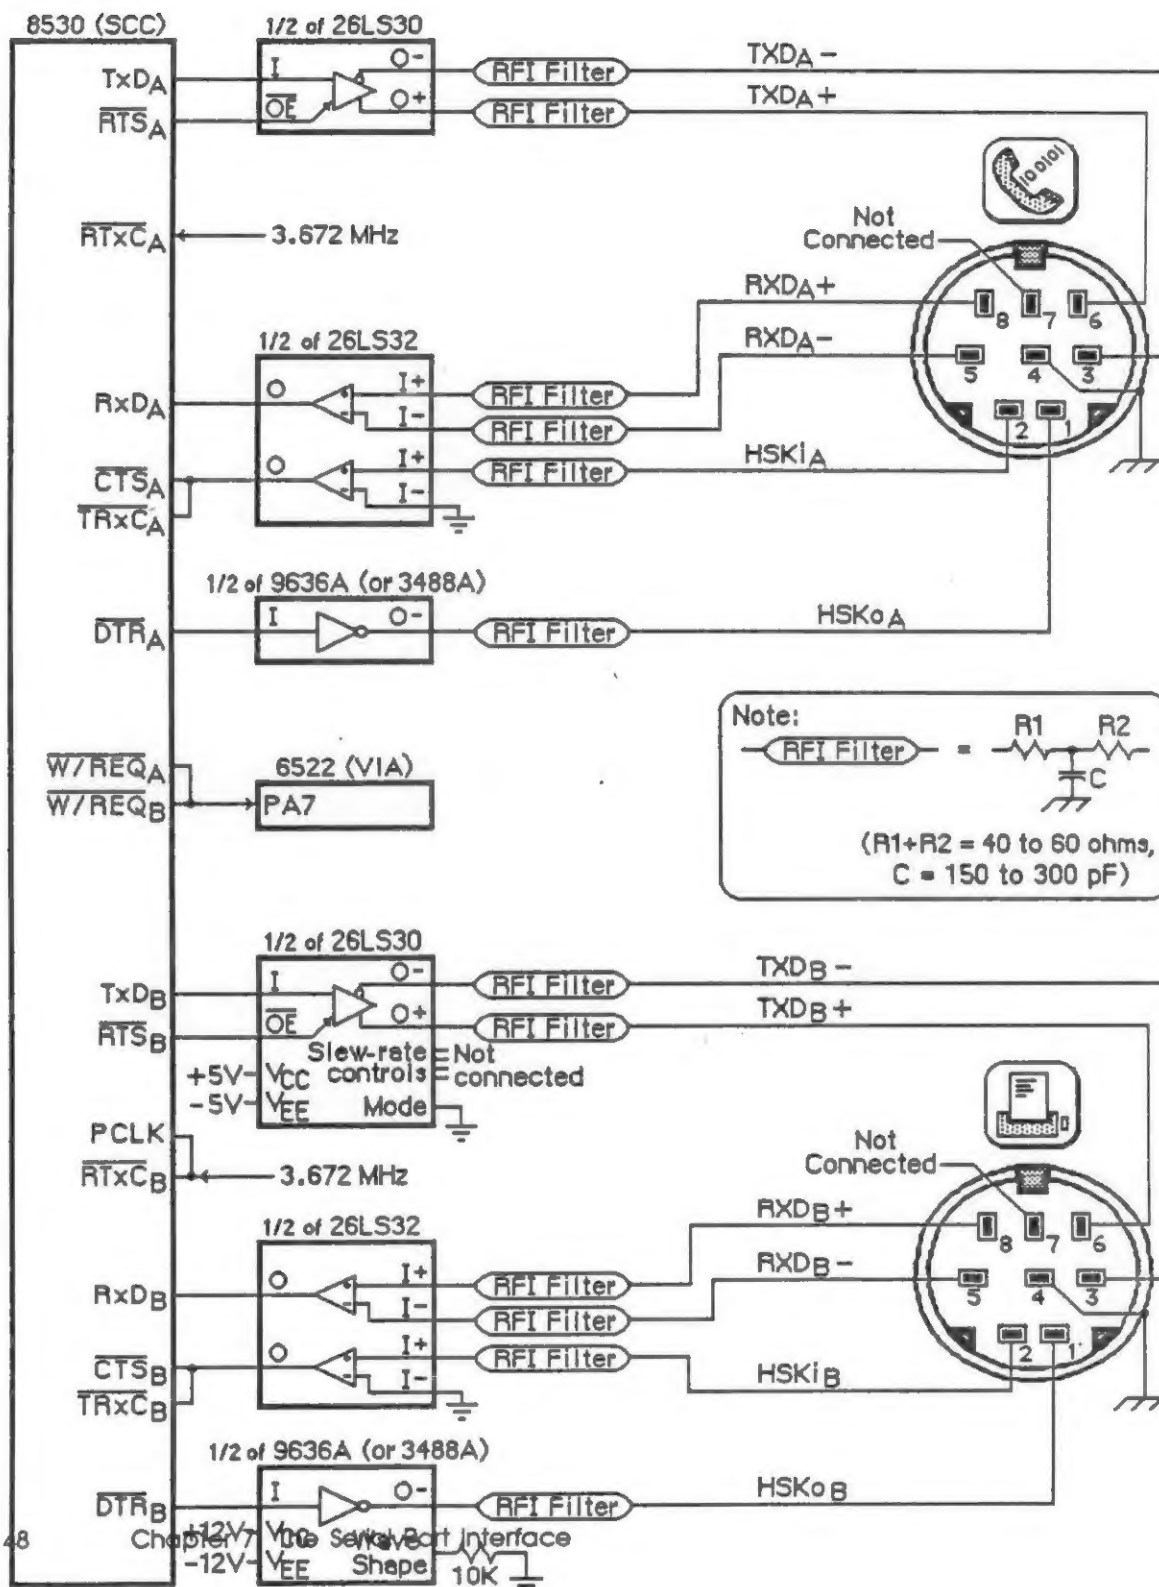 8530 (SCC)
1/2 of 26LS30
TxDA
RTSA
I
OE
O-
O+
RFI Filter
RFI Filter
TXDA-
TXDA+
100101
RTxCA
3.672 MHz
Not
Connected
8 7 6
5 4 3
2 1
RXDA+
RXDA-
1/2 of 26LS32
RxDA
O
I+
I-
RFI Filter
RFI Filter
CTSA
TRxCA
O
I+
I-
RFI Filter
HSKiA
1/2 of 9636A (or 3488A)
DTRA
I
O-
RFI Filter
HSKoA
W/REQA
W/REQB
6522 (VIA)
PA7
Note:
RFI Filter
=
R1
R2
C
(R1+R2 = 40 to 60 ohms,
C = 150 to 300 pF)
1/2 of 26LS30
TxDB
RTSB
I
OE
O-
O+
RFI Filter
RFI Filter
TXDB-
TXDB+
Slew-rate
controls
Not
connected
+5V
VCC
-5V
VEE
Mode
PCLK
RTxCB
3.672 MHz
Not
Connected
8 7 6
5 4 3
2 1
RXDB+
RXDB-
1/2 of 26LS32
RxDB
O
I+
I-
RFI Filter
RFI Filter
CTSB
TRxCB
O
I+
I-
RFI Filter
HSKiB
1/2 of 9636A (or 3488A)
DTRB
I
O-
RFI Filter
HSKoB
+12V
VCC
-12V
VEE
Wave
Shape
10K
48 Chapter 7 The Serial Port Interface